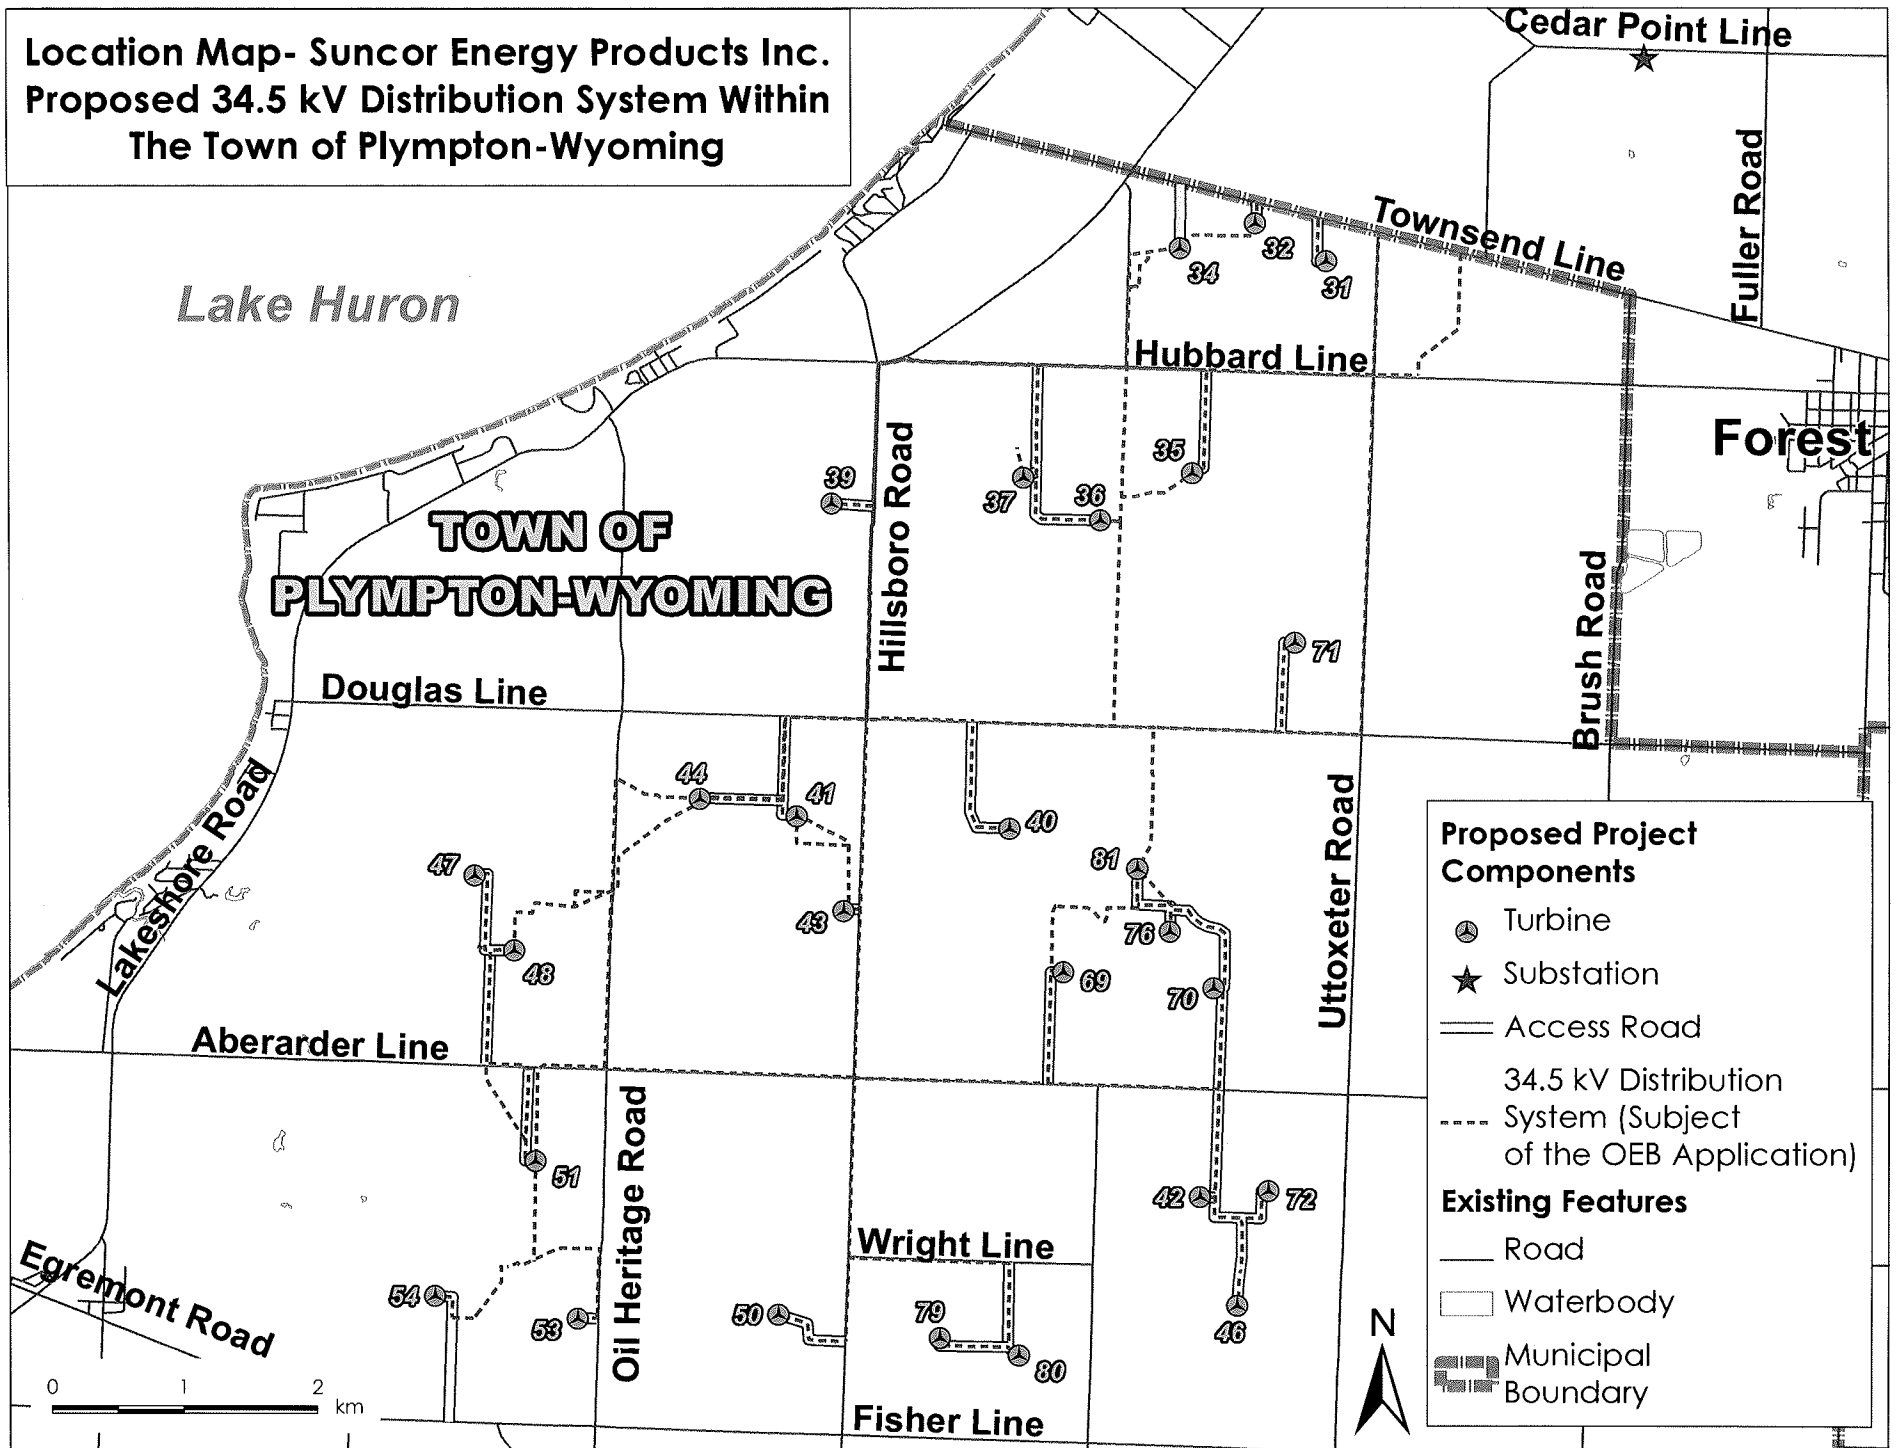 Location Map- Suncor Energy Products Inc.
Proposed 34.5 kV Distribution System Within
The Town of Plympton-Wyoming
Cedar Point Line
Fuller Road
Townsend Line
Lake Huron
32
34
31
Hubbard Line
Forest
Hillsboro Road
35
39
37
36
TOWN OF
PLYMPTON-WYOMING
Brush Road
71
Douglas Line
Lakeshore Road
44
41
40
Uttoxeter Road
47
81
43
76
48
69
70
Aberarder Line
Oil Heritage Road
51
42
72
Wright Line
Egremont Road
54
53
50
79
46
80
Fisher Line
0 1 2
km
N
Proposed Project
Components
Turbine
Substation
Access Road
34.5 kV Distribution
System (Subject
of the OEB Application)
Existing Features
Road
Waterbody
Municipal
Boundary